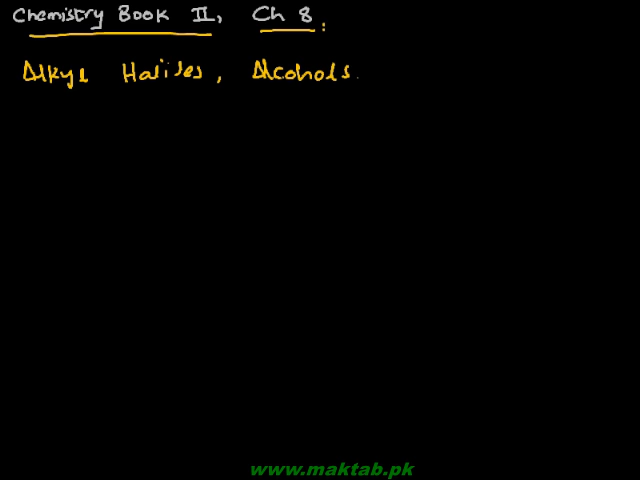 Chemistry Book II, Ch 8:
Alkyl Halides, Alcohols.
www.maktab.pk